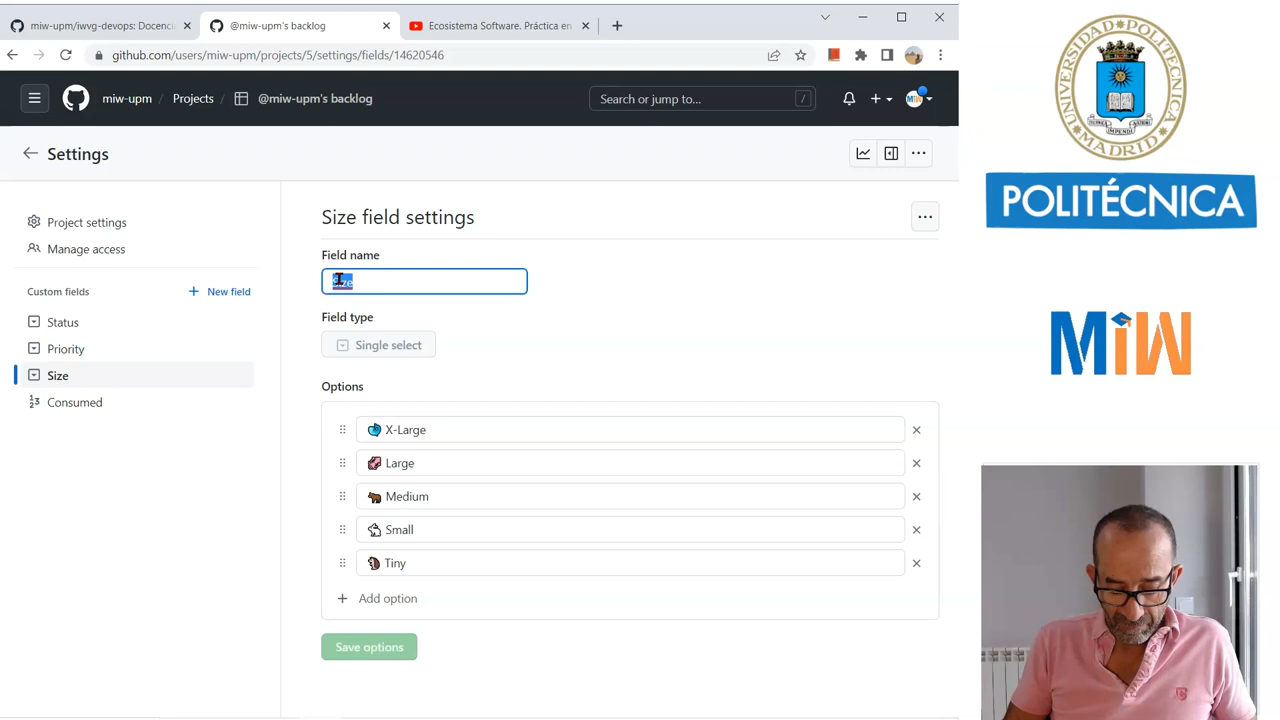 miw-upm/iwvg-devops: Docenci
@miw-upm's backlog
Ecosistema Software. Práctica en
github.com/users/miw-upm/projects/5/settings/fields/14620546
miw-upm / Projects / @miw-upm's backlog
Search or jump to... /
MiW
Settings
Project settings
Manage access
Custom fields
New field
Status
Priority
Size
Consumed
Size field settings
Field name
Size
Field type
Single select
Options
X-Large
Large
Medium
Small
Tiny
Add option
Save options
UNIVERSIDAD POLITÉCNICA
MADRID
POLITÉCNICA
MiW